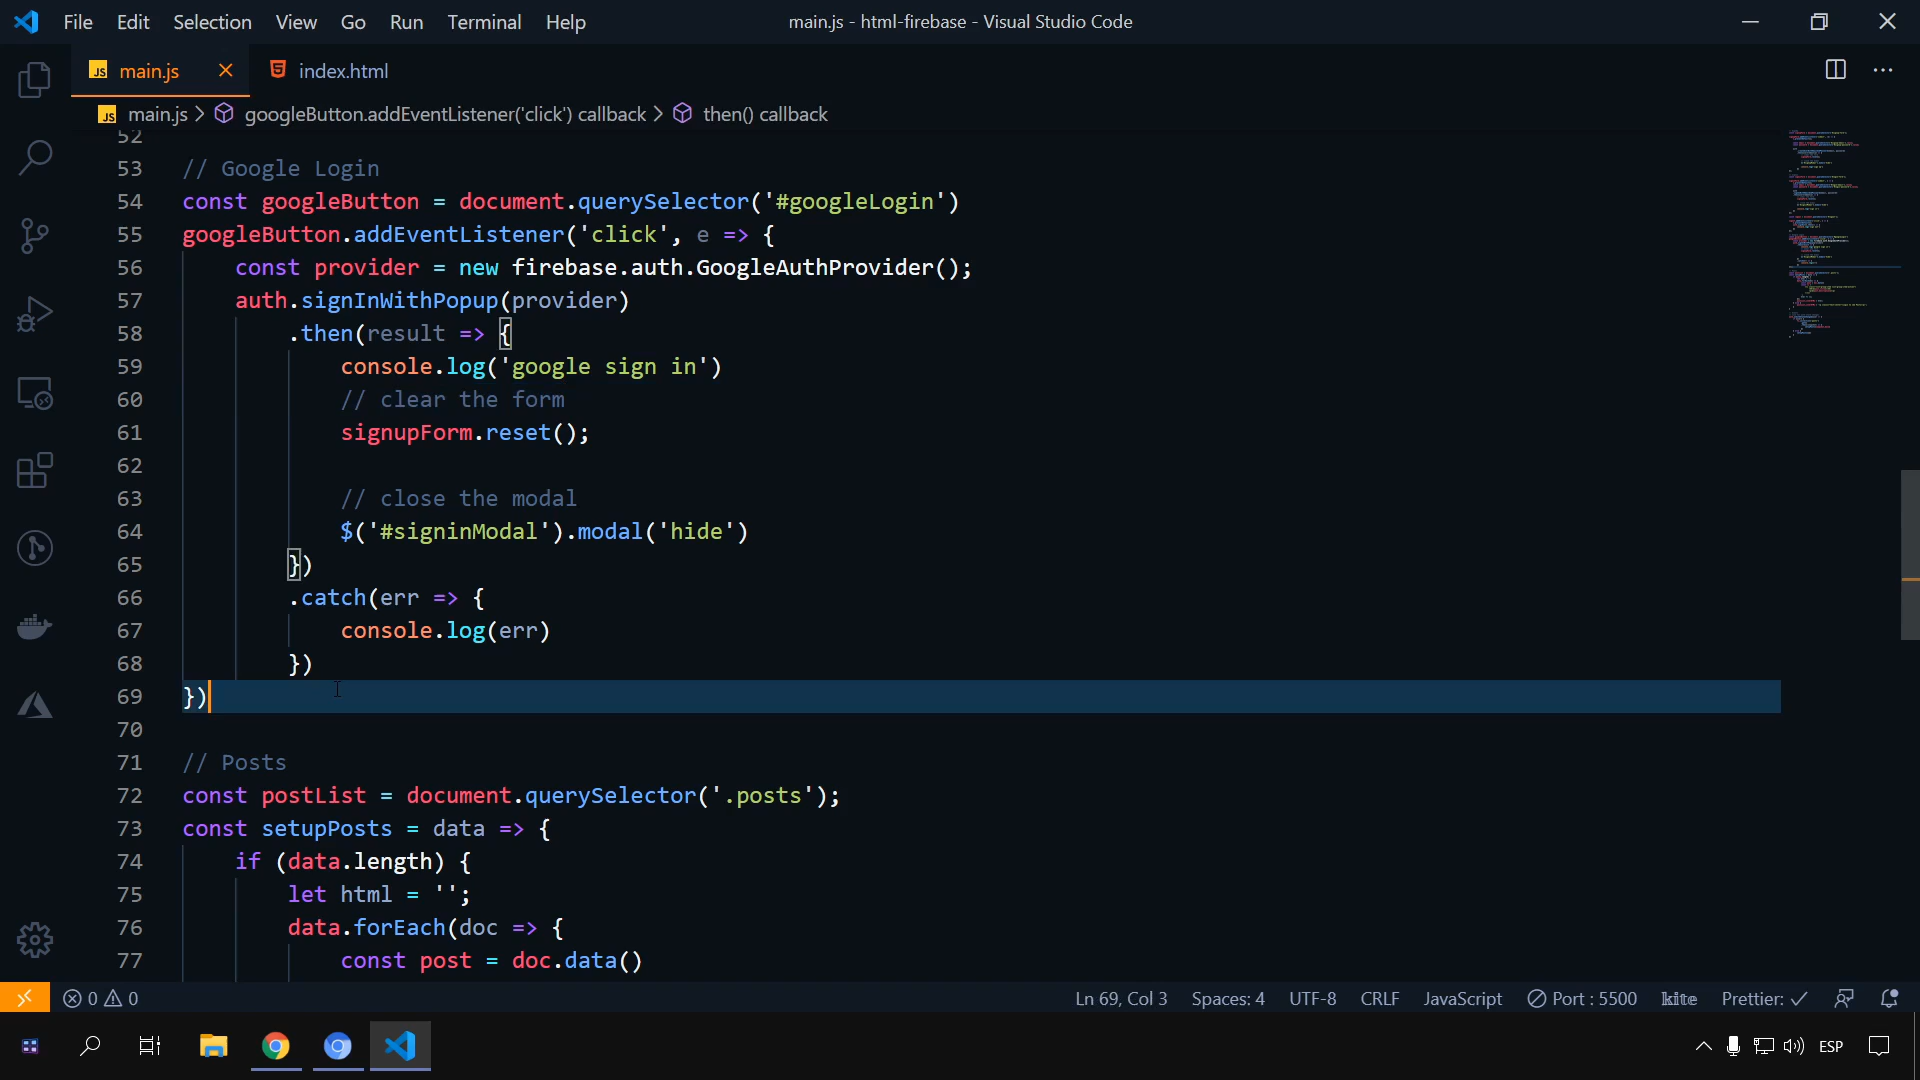 File Edit Selection View Go Run Terminal Help main.js - html-firebase - Visual Studio Code
JS main.js index.html
JS main.js > googleButton.addEventListener('click') callback > then() callback
52
53 // Google Login
54 const googleButton = document.querySelector('#googleLogin')
55 googleButton.addEventListener('click', e => {
56 const provider = new firebase.auth.GoogleAuthProvider();
57 auth.signInWithPopup(provider)
58 .then(result => {
59 console.log('google sign in')
60 // clear the form
61 signupForm.reset();
62
63 // close the modal
64 $('#signinModal').modal('hide')
65 })
66 .catch(err => {
67 console.log(err)
68 })
69 })
70
71 // Posts
72 const postList = document.querySelector('.posts');
73 const setupPosts = data => {
74 if (data.length) {
75 let html = '';
76 data.forEach(doc => {
77 const post = doc.data()
0 0 Ln 69, Col 3 Spaces: 4 UTF-8 CRLF JavaScript Port : 5500 kite Prettier: ✓
ESP